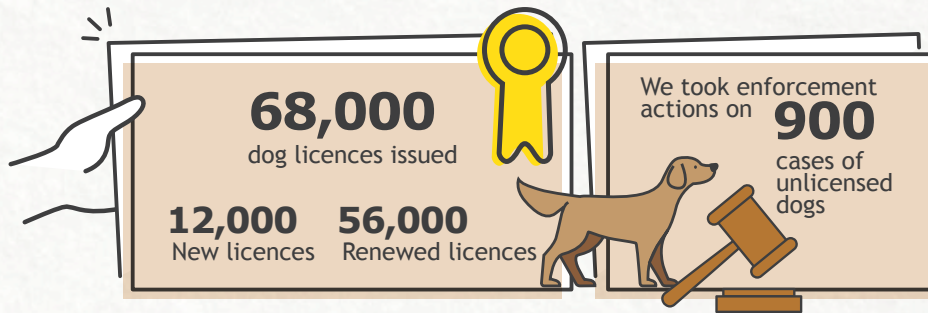 68,000
dog licences issued
12,000
New licences
56,000
Renewed licences
We took enforcement
actions on 900
cases of
unlicensed
dogs